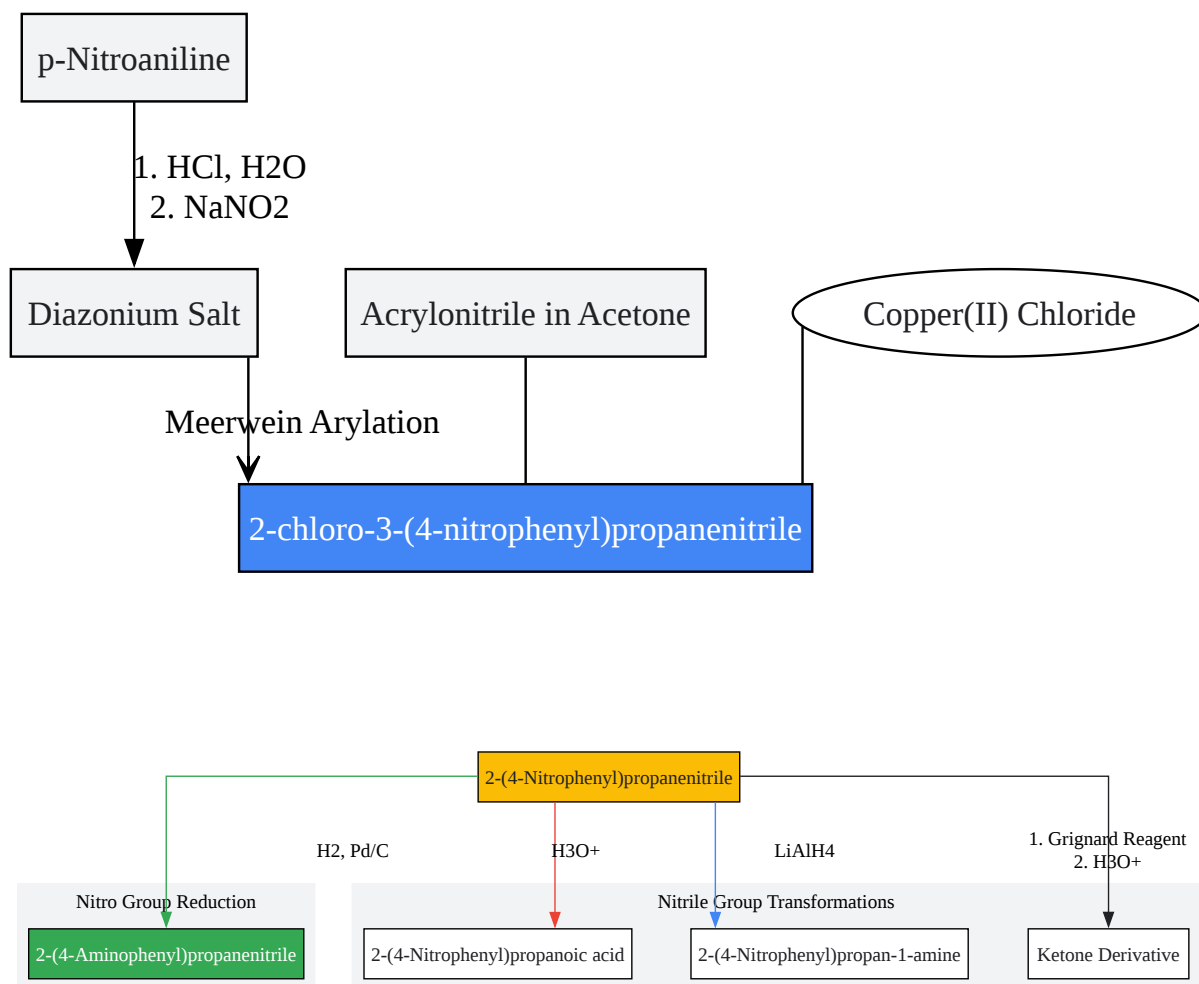 p-Nitroaniline
1. HCl, H2O
2. NaNO2
Diazonium Salt
Acrylonitrile in Acetone
Copper(II) Chloride
Meerwein Arylation
2-chloro-3-(4-nitrophenyl)propanenitrile
2-(4-Nitrophenyl)propanenitrile
H2, Pd/C
H3O+
LiAlH4
1. Grignard Reagent
2. H3O+
Nitro Group Reduction
Nitrile Group Transformations
2-(4-Aminophenyl)propanenitrile
2-(4-Nitrophenyl)propanoic acid
2-(4-Nitrophenyl)propan-1-amine
Ketone Derivative